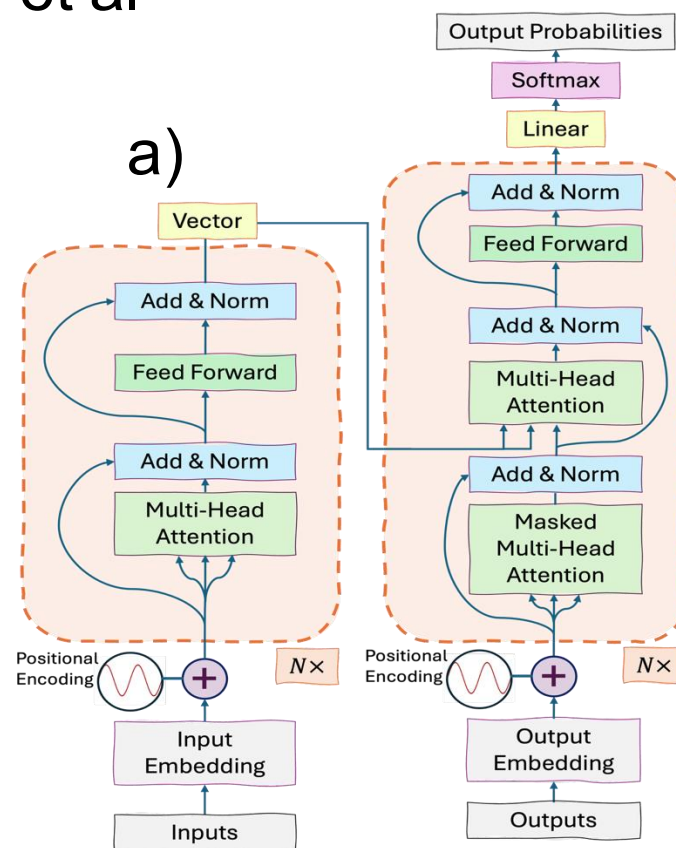 et al
a)
Output Probabilities
Softmax
Linear
Add & Norm
Feed Forward
Add & Norm
Multi-Head
Attention
Add & Norm
Masked
Multi-Head
Attention
Positional
Encoding
+
N×
Output
Embedding
Outputs
Vector
Add & Norm
Feed Forward
Add & Norm
Multi-Head
Attention
Positional
Encoding
+
N×
Input
Embedding
Inputs